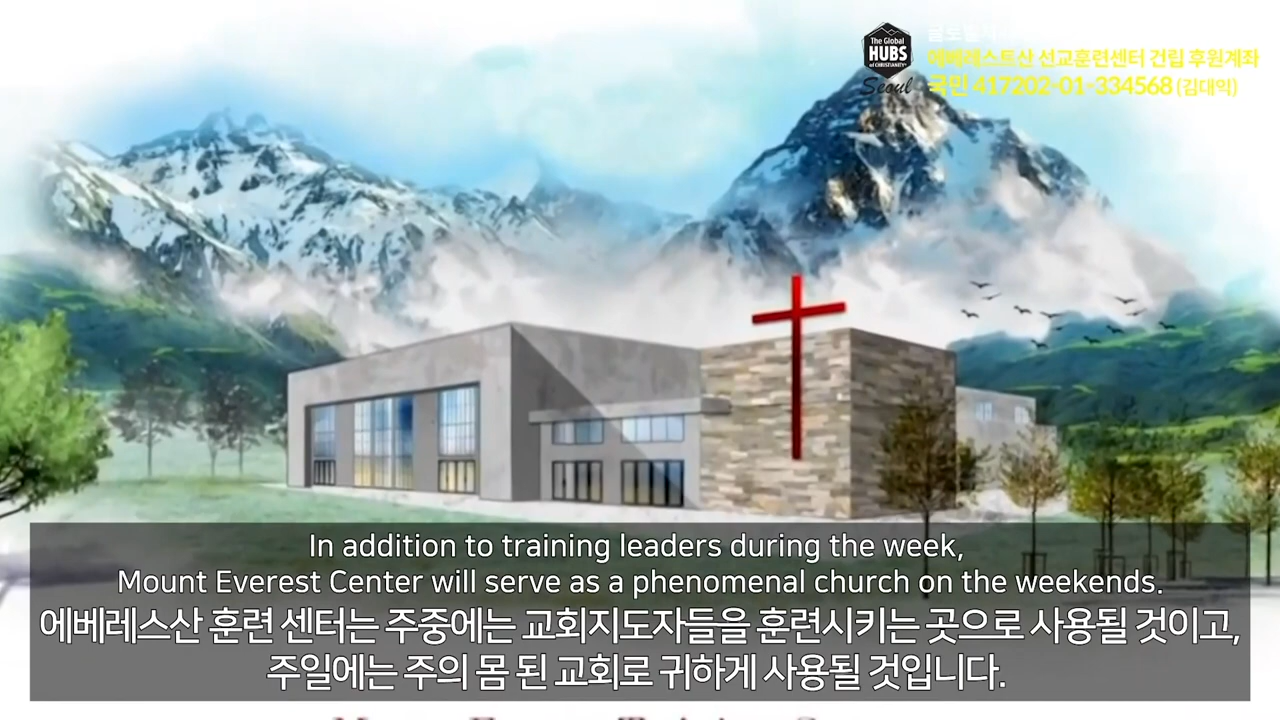 The Global
HUBS
of CHRISTIANITY
Seoul
에베레스트산 선교훈련센터 건립 후원계좌
국민 417202-01-334568 (김대억)
In addition to training leaders during the week,
Mount Everest Center will serve as a phenomenal church on the weekends.
에베레스산 훈련 센터는 주중에는 교회지도자들을 훈련시키는 곳으로 사용될 것이고,
주일에는 주의 몸 된 교회로 귀하게 사용될 것입니다.